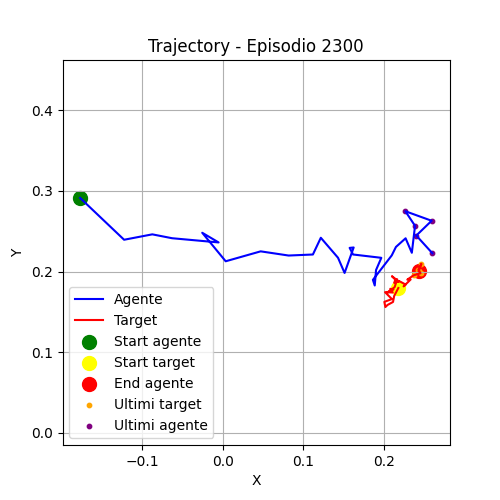 Trajectory - Episodio 2300
0.4
0.3
0.2
0.1
0.0
Y
Agente
Target
Start agente
Start target
End agente
Ultimi target
Ultimi agente
−0.1
0.0
0.1
0.2
X